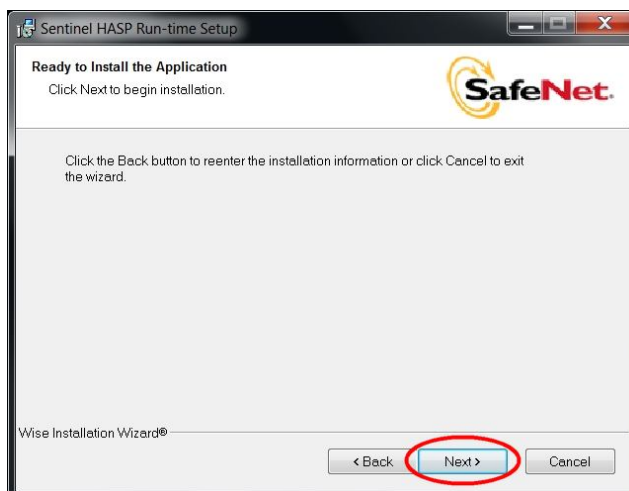 Sentinel HASP Run-time Setup
Ready to Install the Application
Click Next to begin installation.
SafeNet.
Click the Back button to reenter the installation information or click Cancel to exit
the wizard.
Wise Installation Wizard®
< Back
Next >
Cancel